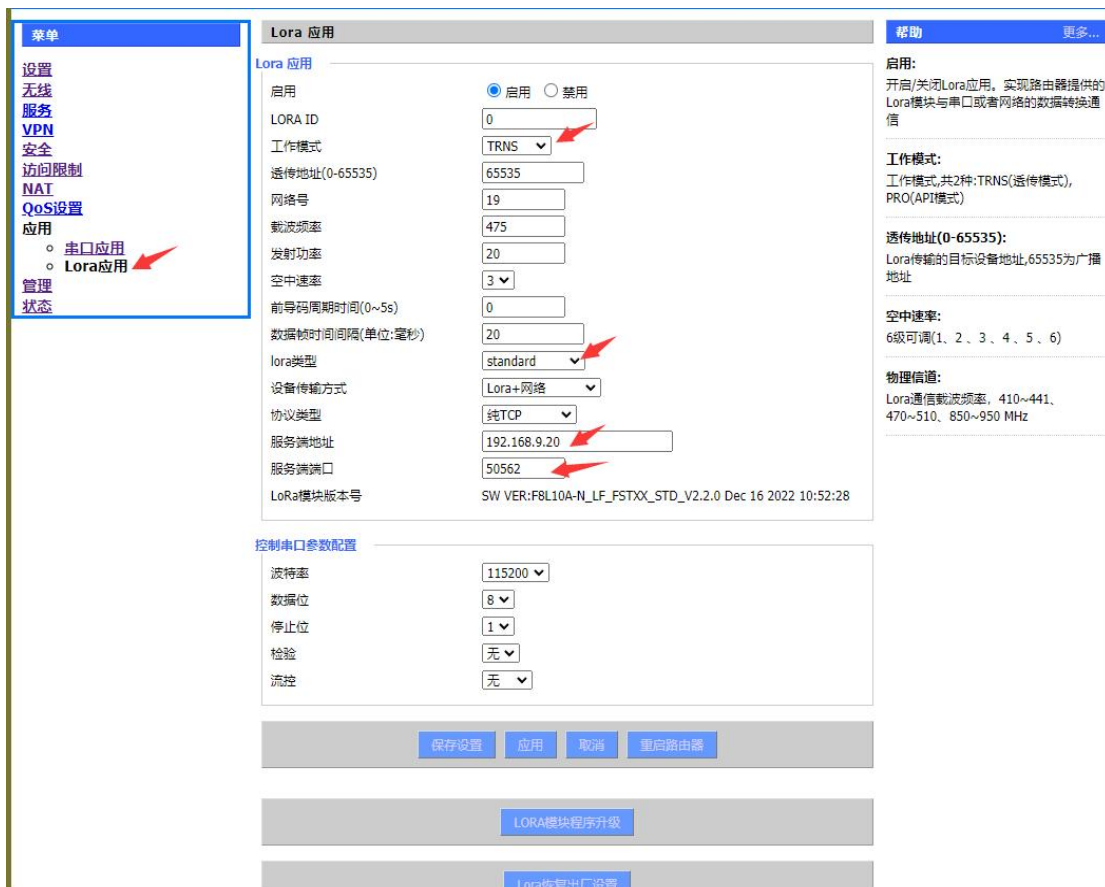 菜单
设置
无线
服务
VPN
安全
访问限制
NAT
QoS设置
应用
串口应用
Lora应用
管理
状态
Lora 应用
Lora 应用
启用 启用 禁用
LORA ID 0
工作模式 TRNS
透传地址(0-65535) 65535
网络号 19
载波频率 475
发射功率 20
空中速率 3
前导码周期时间(0~5s) 0
数据帧时间间隔(单位:毫秒) 20
lora类型 standard
设备传输方式 Lora+网络
协议类型 纯TCP
服务端地址 192.168.9.20
服务端端口 50562
LoRa模块版本号 SW VER:F8L10A-N_LF_FSTXX_STD_V2.2.0 Dec 16 2022 10:52:28
控制串口参数配置
波特率 115200
数据位 8
停止位 1
检验 无
流控 无
保存设置 应用 取消 重启路由器
LORA模块程序升级
Lora恢复出厂设置
帮助 更多...
启用:
开启/关闭Lora应用。实现路由器提供的
Lora模块与串口或者网络的数据转换通
信
工作模式:
工作模式,共2种:TRNS(透传模式),
PRO(API模式)
透传地址(0-65535):
Lora传输的目标设备地址,65535为广播
地址
空中速率:
6级可调(1、2、3、4、5、6)
物理信道:
Lora通信载波频率，410~441、
470~510、850~950 MHz